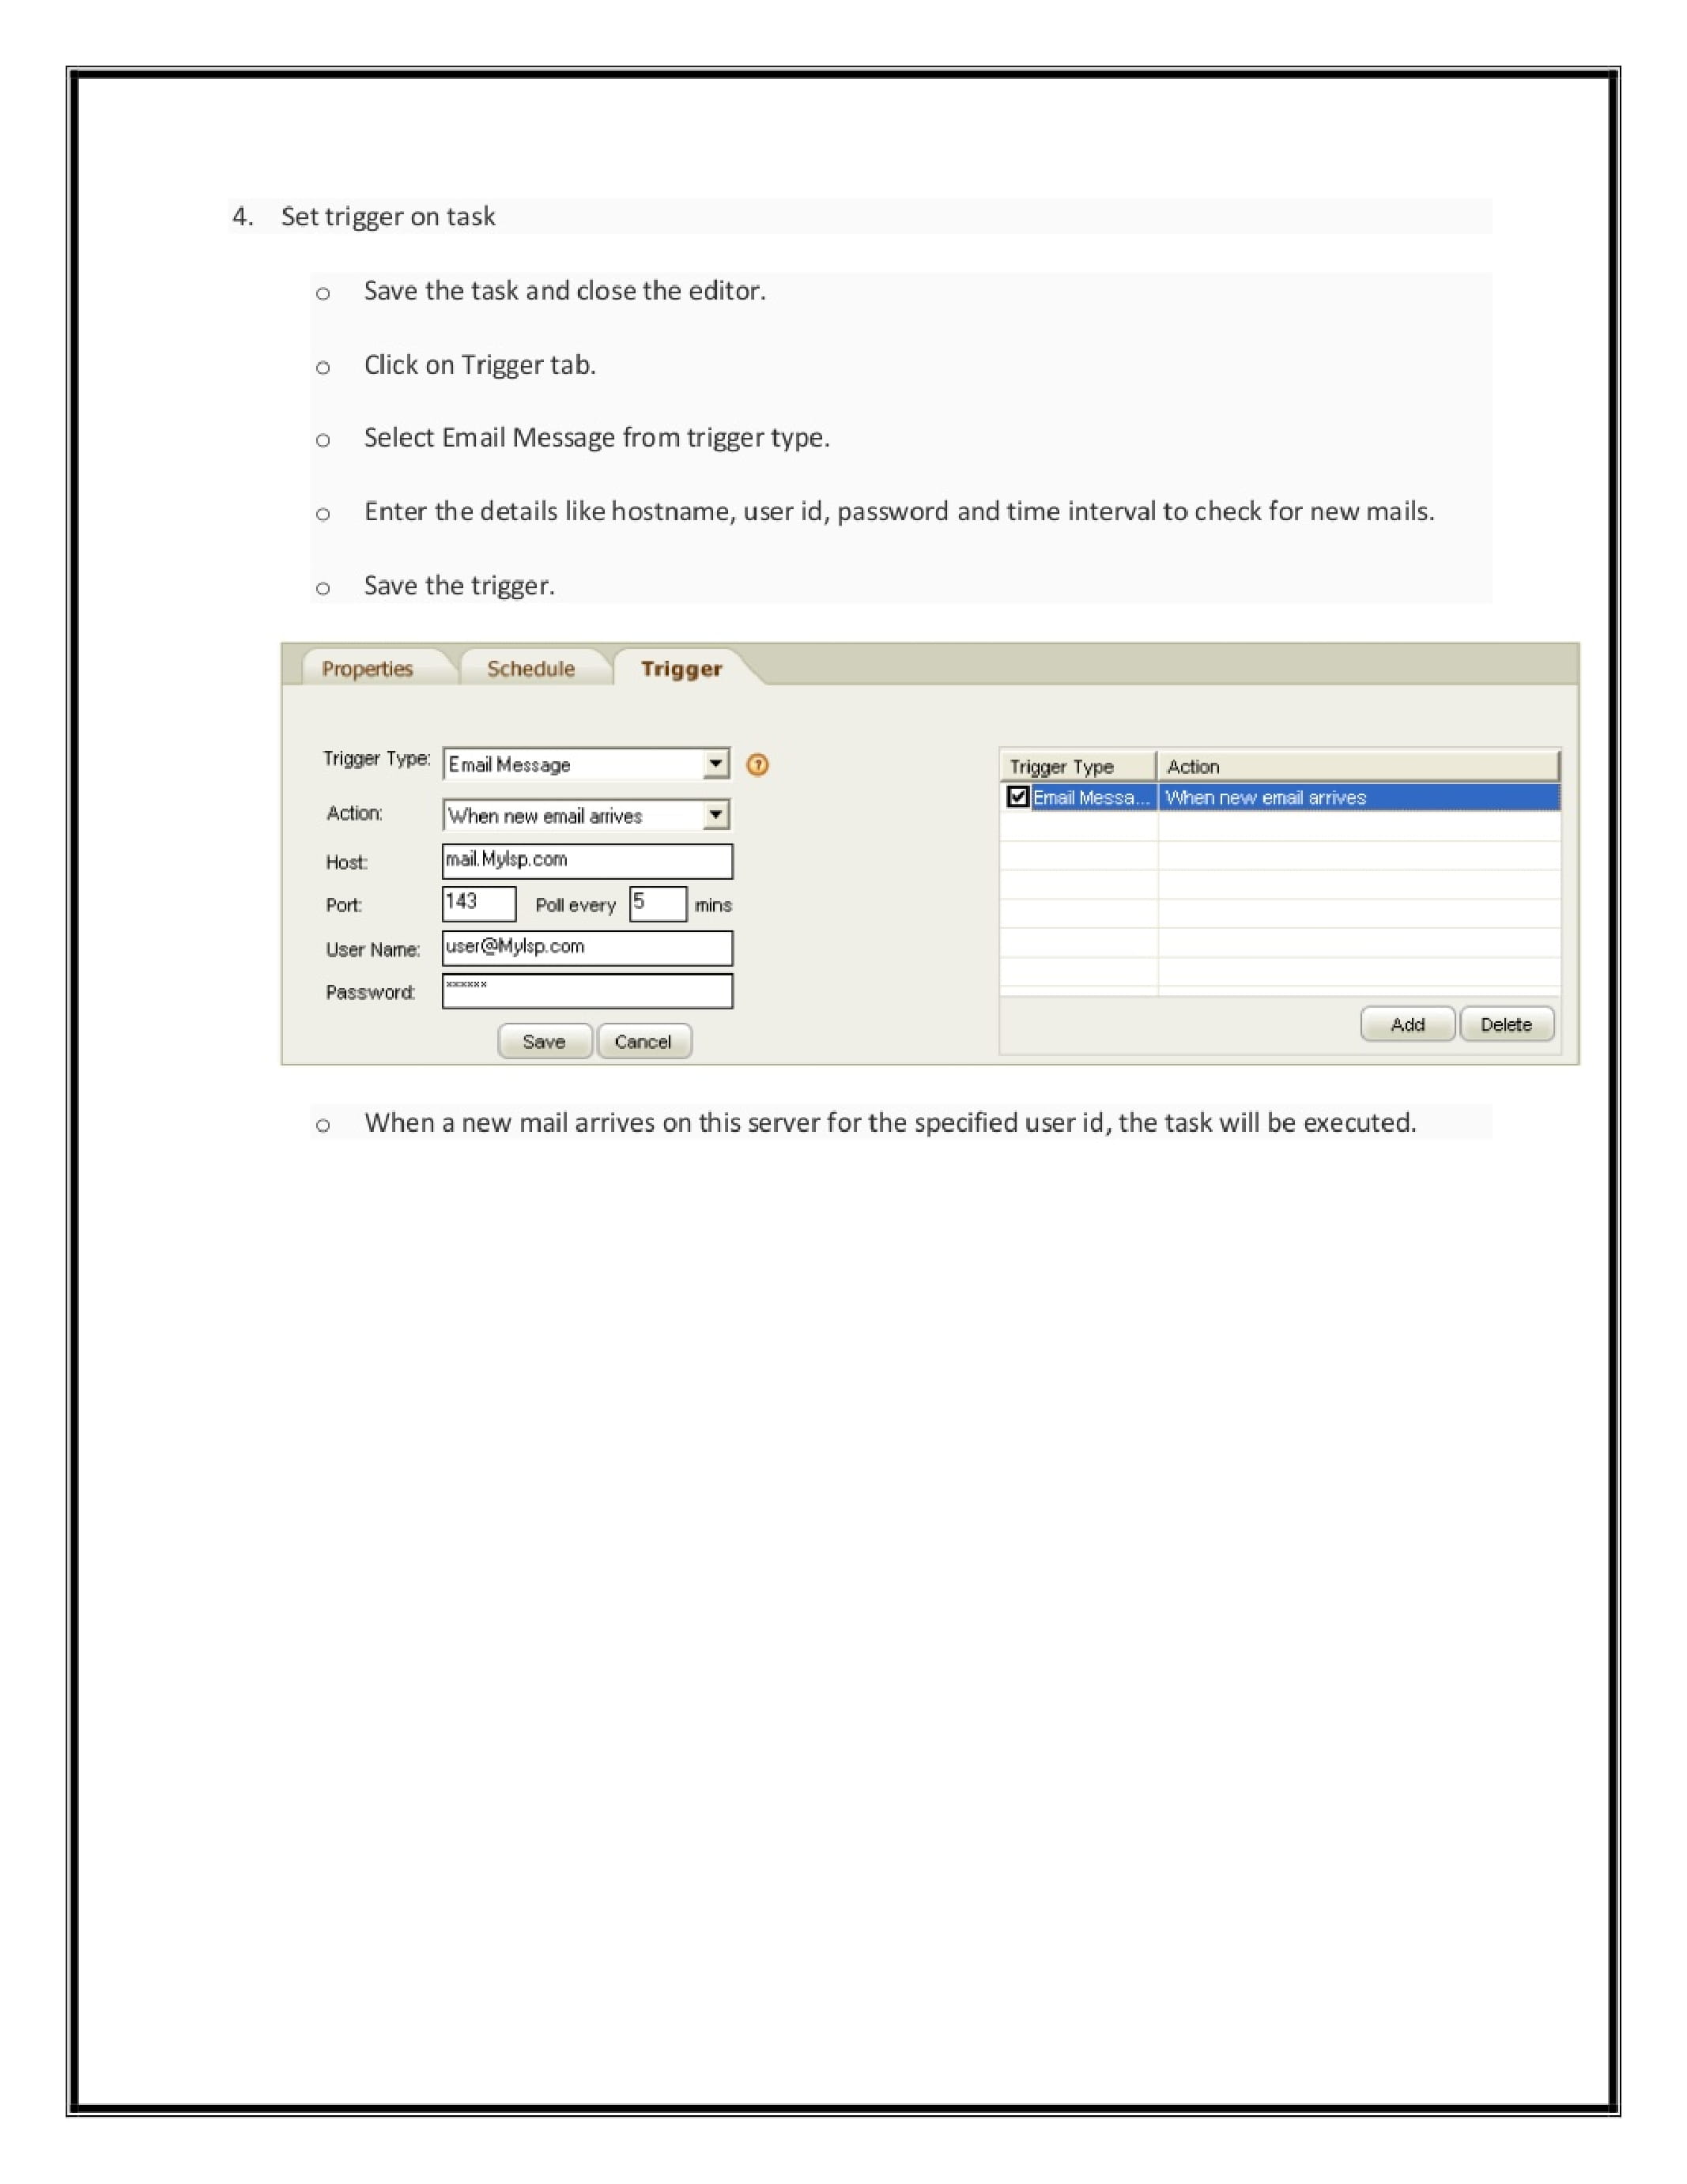 4. Set trigger on task
o Save the task and close the editor.
o Click on Trigger tab.
o Select Email Message from trigger type.
o Enter the details like hostname, user id, password and time interval to check for new mails.
o Save the trigger.
Properties Schedule Trigger
Trigger Type: Email Message ?
Action: When new email arrives
Host: mail.MyIsp.com
Port: 143 Poll every 5 mins
User Name: user@MyIsp.com
Password: ××××××
Save Cancel
Trigger Type Action
Email Messa... When new email arrives
Add Delete
o When a new mail arrives on this server for the specified user id, the task will be executed.